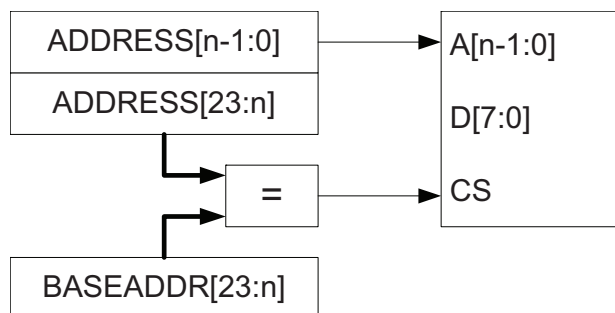 ADDRESS[n-1:0]
A[n-1:0]
ADDRESS[23:n]
D[7:0]
=
CS
BASEADDR[23:n]